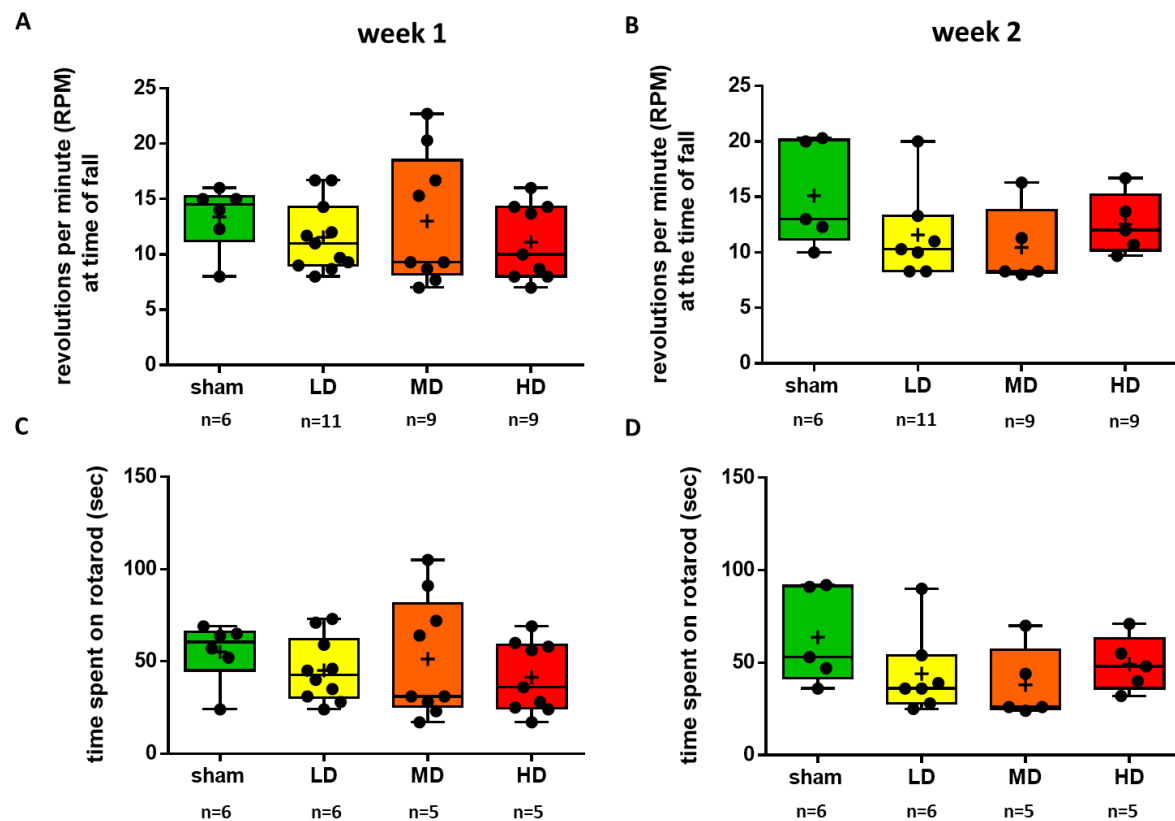 A
week 1
revolutions per minute (RPM)
at time of fall
25
20
15
10
5
0
sham
LD
MD
HD
n=6
n=11
n=9
n=9
B
week 2
revolutions per minute (RPM)
at the time of fall
25
20
15
10
5
0
sham
LD
MD
HD
n=6
n=11
n=9
n=9
C
time spent on rotarod (sec)
150
100
50
0
sham
LD
MD
HD
n=6
n=6
n=5
n=5
D
time spent on rotarod (sec)
150
100
50
0
sham
LD
MD
HD
n=6
n=6
n=5
n=5